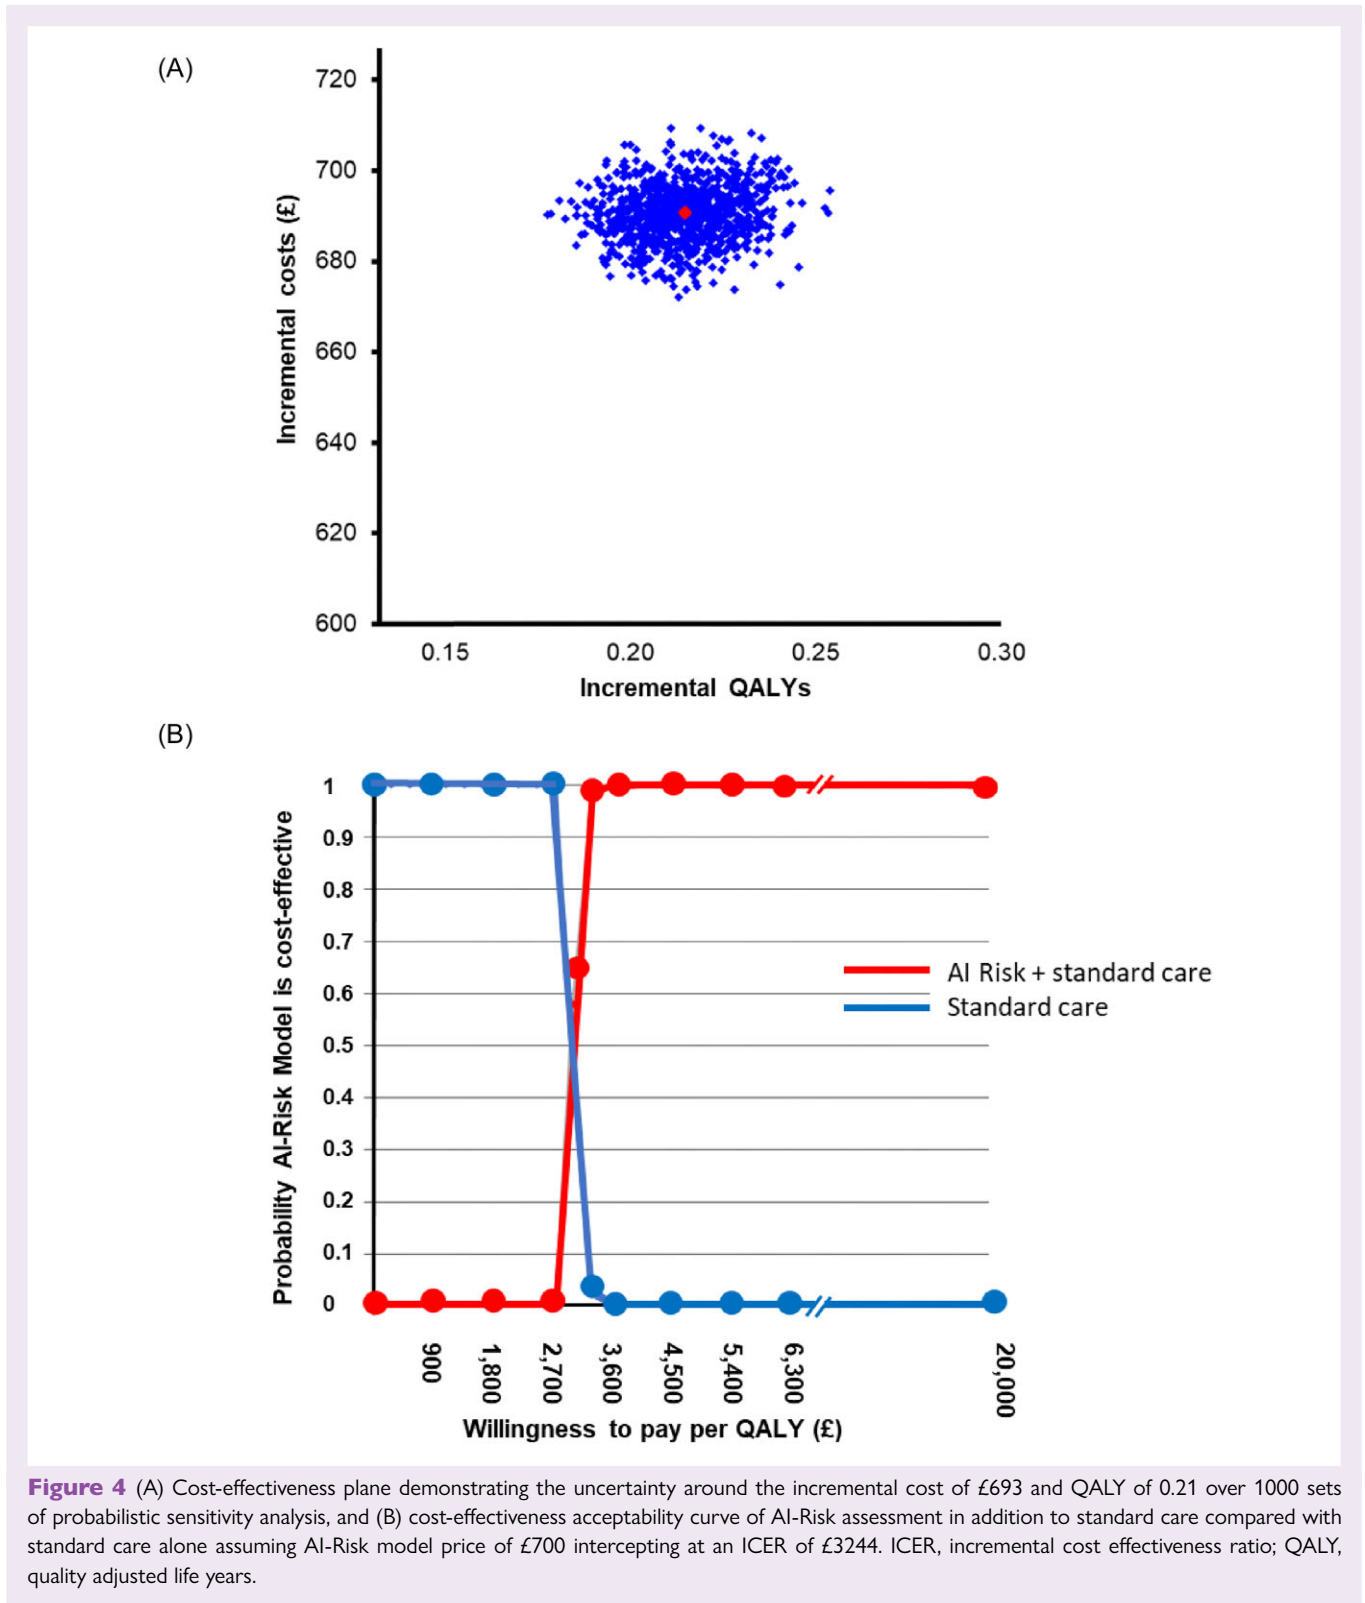 (A)
720
700
680
660
640
620
600
Incremental costs (£)
0.15 0.20 0.25 0.30
Incremental QALYs
(B)
1
0.9
0.8
0.7
0.6
0.5
0.4
0.3
0.2
0.1
0
Probability AI-Risk Model is cost-effective
AI Risk + standard care
Standard care
900 1,800 2,700 3,600 4,500 5,400 6,300 20,000
Willingness to pay per QALY (£)
Figure 4 (A) Cost-effectiveness plane demonstrating the uncertainty around the incremental cost of £693 and QALY of 0.21 over 1000 sets
of probabilistic sensitivity analysis, and (B) cost-effectiveness acceptability curve of AI-Risk assessment in addition to standard care compared with
standard care alone assuming AI-Risk model price of £700 intercepting at an ICER of £3244. ICER, incremental cost effectiveness ratio; QALY,
quality adjusted life years.